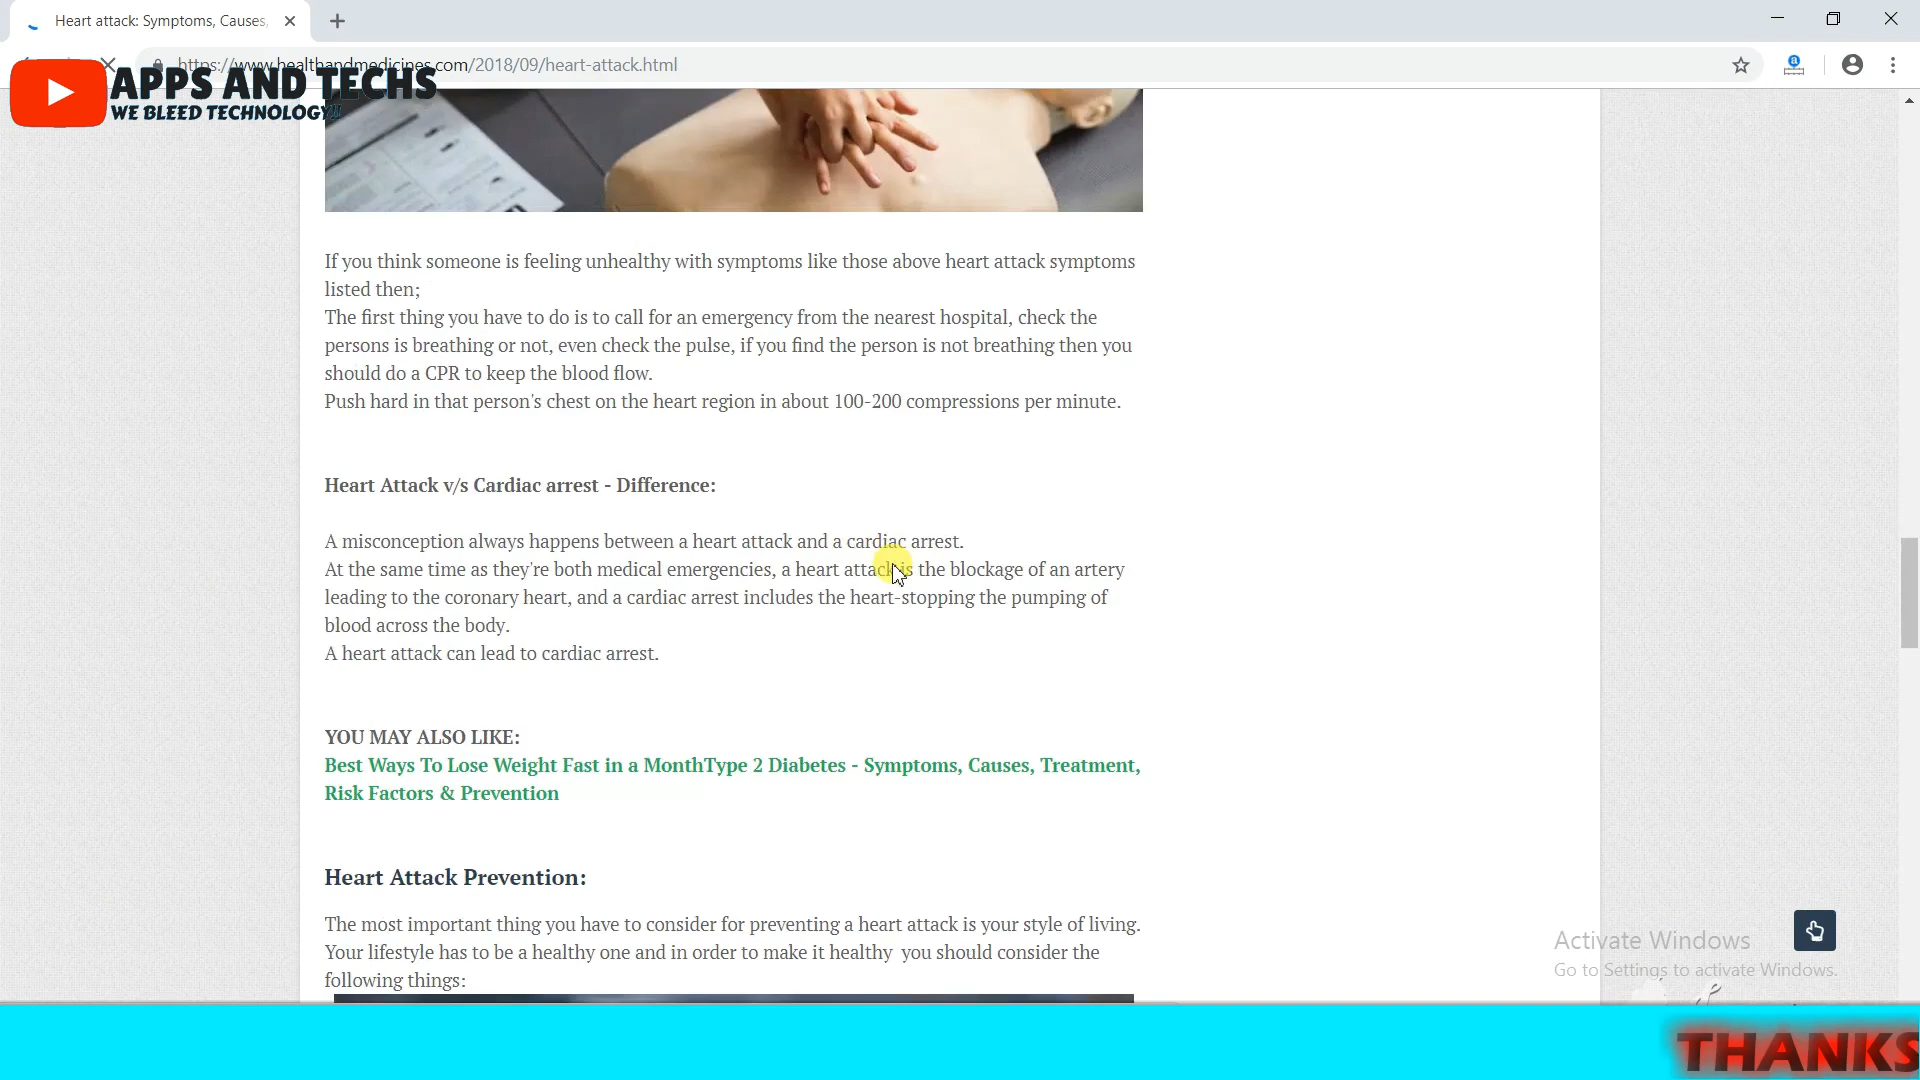 Heart attack: Symptoms, Causes,
https://www.healthandmedicines.com/2018/09/heart-attack.html
APPS AND TECHS
WE BLEED TECHNOLOGY!!
If you think someone is feeling unhealthy with symptoms like those above heart attack symptoms
listed then;
The first thing you have to do is to call for an emergency from the nearest hospital, check the
persons is breathing or not, even check the pulse, if you find the person is not breathing then you
should do a CPR to keep the blood flow.
Push hard in that person's chest on the heart region in about 100-200 compressions per minute.
Heart Attack v/s Cardiac arrest - Difference:
A misconception always happens between a heart attack and a cardiac arrest.
At the same time as they're both medical emergencies, a heart attack is the blockage of an artery
leading to the coronary heart, and a cardiac arrest includes the heart-stopping the pumping of
blood across the body.
A heart attack can lead to cardiac arrest.
YOU MAY ALSO LIKE:
Best Ways To Lose Weight Fast in a MonthType 2 Diabetes - Symptoms, Causes, Treatment,
Risk Factors & Prevention
Heart Attack Prevention:
The most important thing you have to consider for preventing a heart attack is your style of living.
Your lifestyle has to be a healthy one and in order to make it healthy  you should consider the
following things:
Activate Windows
Go to Settings to activate Windows.
THANKS